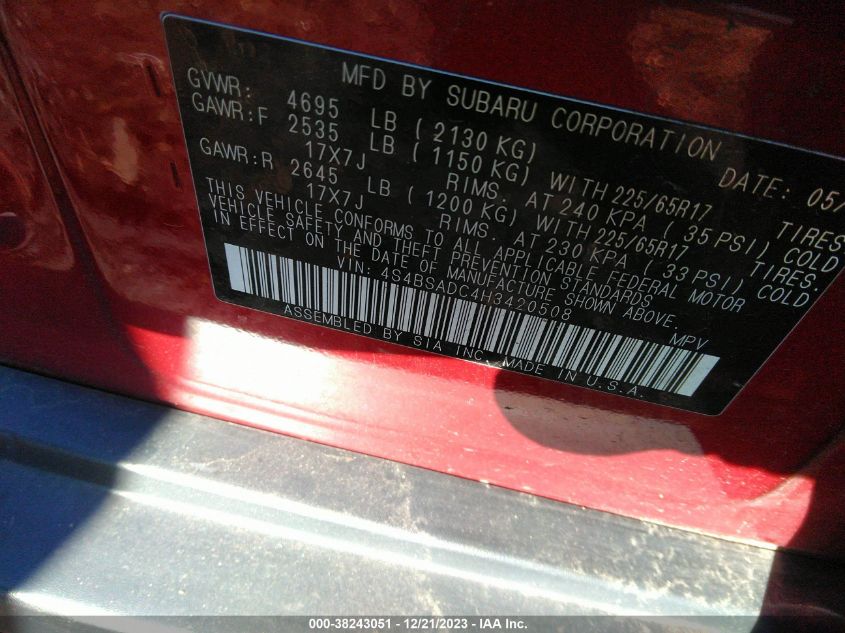 MFD BY SUBARU CORPORATION DATE: 05/
GVWR: 4695 LB ( 2130 KG)
GAWR:F 2535 LB ( 1150 KG) WITH 225/65R17 TIRES
17X7J RIMS. AT 240 KPA ( 35 PSI) COLD
GAWR:R 2645 LB ( 1200 KG) WITH 225/65R17 TIRES.
17X7J RIMS. AT 230 KPA ( 33 PSI) COLD
THIS VEHICLE CONFORMS TO ALL APPLICABLE FEDERAL MOTOR
VEHICLE SAFETY AND THEFT PREVENTION STANDARDS
IN EFFECT ON THE DATE OF MANUFACTURE SHOWN ABOVE.
VIN: 4S4BSADC4H3420508 MPV
ASSEMBLED BY SIA INC. MADE IN U.S.A.
000-38243051 - 12/21/2023 - IAA Inc.